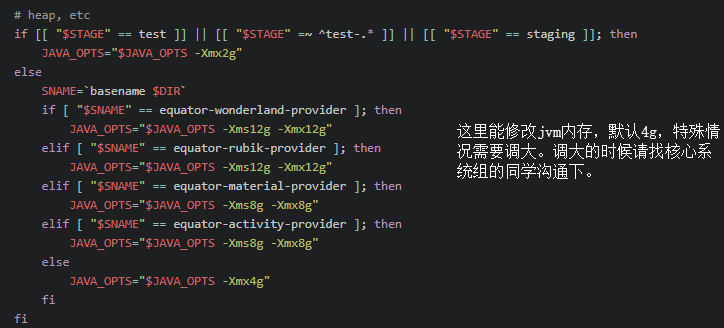 # heap, etc
if [[ "$STAGE" == test ]] || [[ "$STAGE" =~ ^test-.* ]] || [[ "$STAGE" == staging ]]; then
    JAVA_OPTS="$JAVA_OPTS -Xmx2g"
else
    SNAME=`basename $DIR`
    if [ "$SNAME" == equator-wonderland-provider ]; then
        JAVA_OPTS="$JAVA_OPTS -Xms12g -Xmx12g"
    elif [ "$SNAME" == equator-rubik-provider ]; then
        JAVA_OPTS="$JAVA_OPTS -Xms12g -Xmx12g"
    elif [ "$SNAME" == equator-material-provider ]; then
        JAVA_OPTS="$JAVA_OPTS -Xms8g -Xmx8g"
    elif [ "$SNAME" == equator-activity-provider ]; then
        JAVA_OPTS="$JAVA_OPTS -Xms8g -Xmx8g"
    else
        JAVA_OPTS="$JAVA_OPTS -Xmx4g"
    fi
fi
这里能修改jvm内存，默认4g，特殊情
况需要调大。调大的时候请找核心系
统组的同学沟通下。